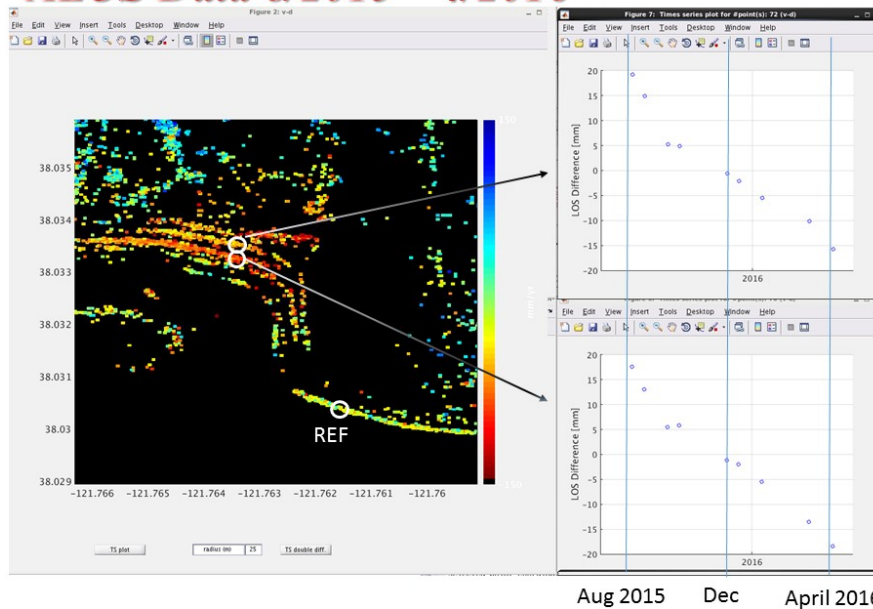 Figure 2: v-d
File Edit View Insert Tools Desktop Window Help
38.035
38.034
38.033
38.032
38.031
38.03
38.029
-121.766 -121.765 -121.764 -121.763 -121.762 -121.761 -121.76
REF
TS plot
radius (m) 25
TS double diff.
Figure 7: Times series plot for #point(s): 72 (v-d)
File Edit View Insert Tools Desktop Window Help
LOS Difference [mm]
20
15
10
5
0
-5
-10
-15
-20
2016
File Edit View Insert Tools Desktop Window Help
LOS Difference [mm]
20
15
10
5
0
-5
-10
-15
-20
2016
Aug 2015 Dec April 2016